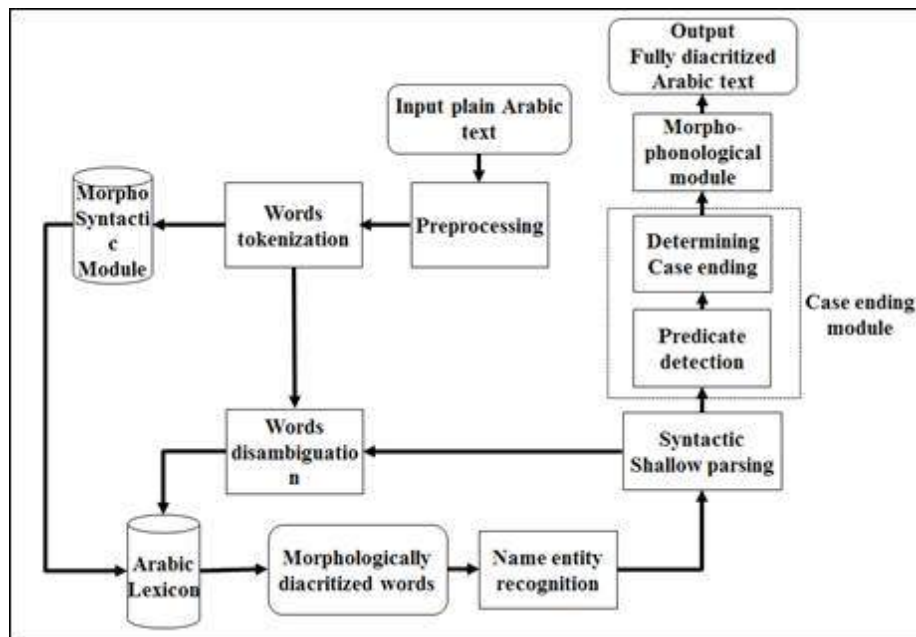 Output
Fully diacritized
Arabic text
Input plain Arabic
text
Morpho-
phonological
module
Morpho
Syntacti
c
Module
Words
tokenization
Preprocessing
Determining
Case ending
Case ending
module
Predicate
detection
Words
disambiguatio
n
Syntactic
Shallow parsing
Arabic
Lexicon
Morphologically
diacritized words
Name entity
recognition